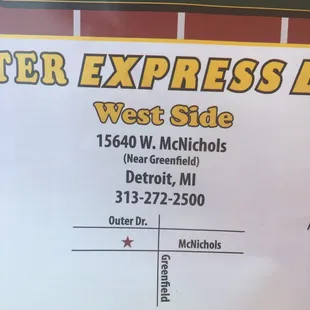 TER EXPRESS
West Side
15640 W. McNichols
(Near Greenfield)
Detroit, MI
313-272-2500
Outer Dr.
McNichols
Greenfield